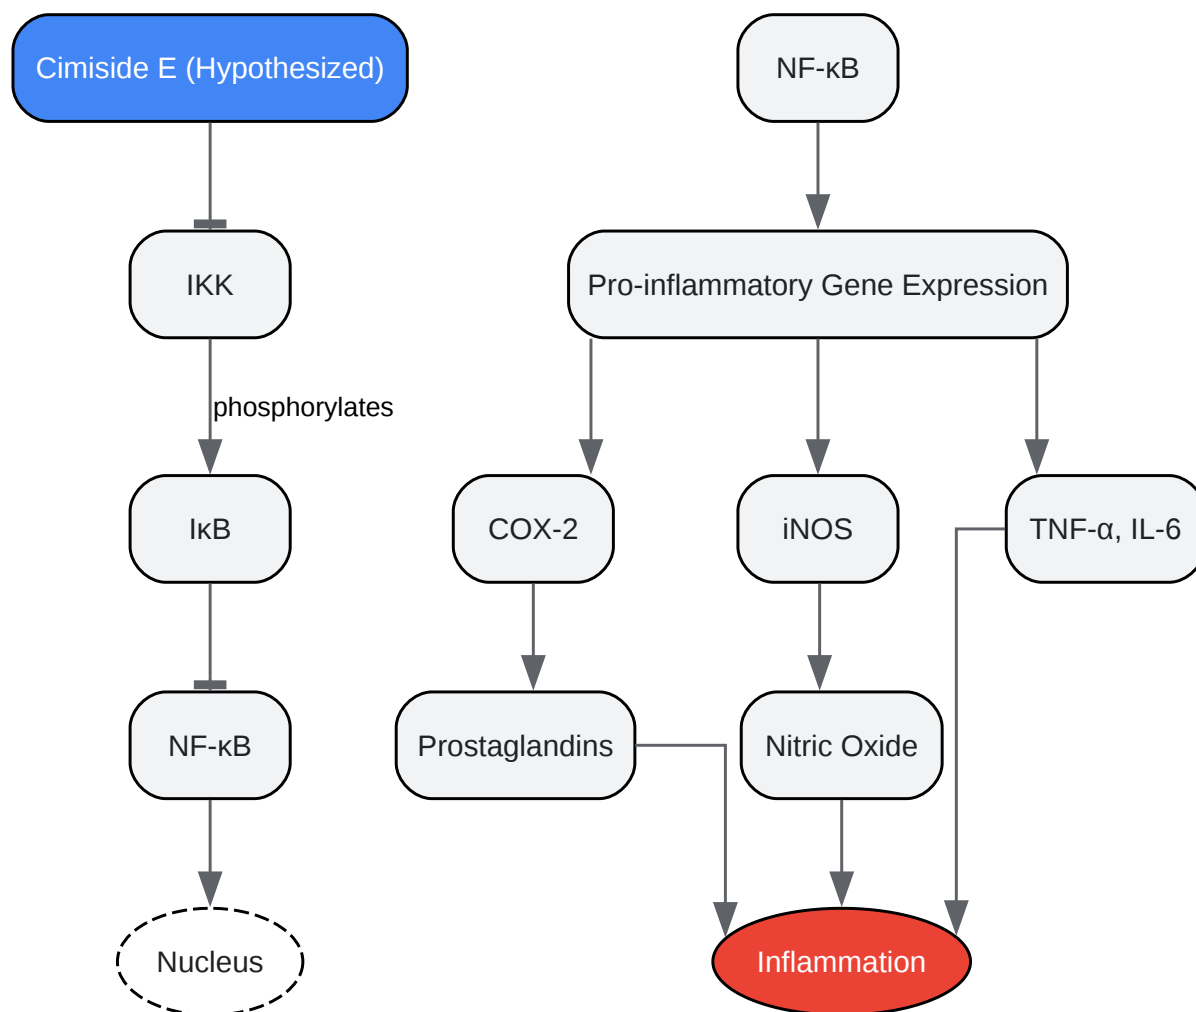 Cimiside E (Hypothesized)
NF-κB
IKK
Pro-inflammatory Gene Expression
phosphorylates
IκB
COX-2
iNOS
TNF-α, IL-6
NF-κB
Prostaglandins
Nitric Oxide
Nucleus
Inflammation